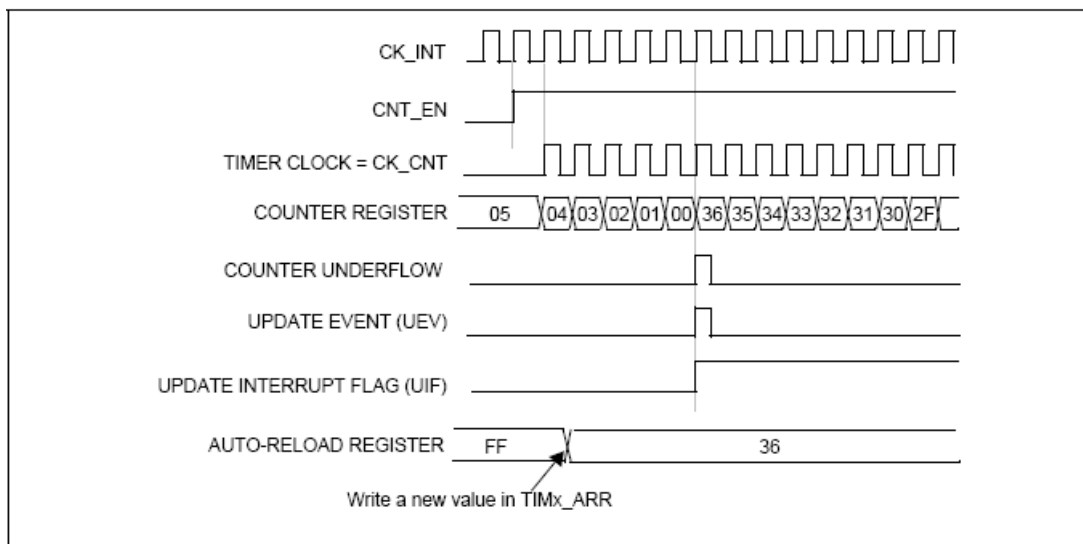 CK_INT
CNT_EN
TIMER CLOCK = CK_CNT
COUNTER REGISTER 05 04 03 02 01 00 36 35 34 33 32 31 30 2F
COUNTER UNDERFLOW
UPDATE EVENT (UEV)
UPDATE INTERRUPT FLAG (UIF)
AUTO-RELOAD REGISTER FF 36
Write a new value in TIMx_ARR